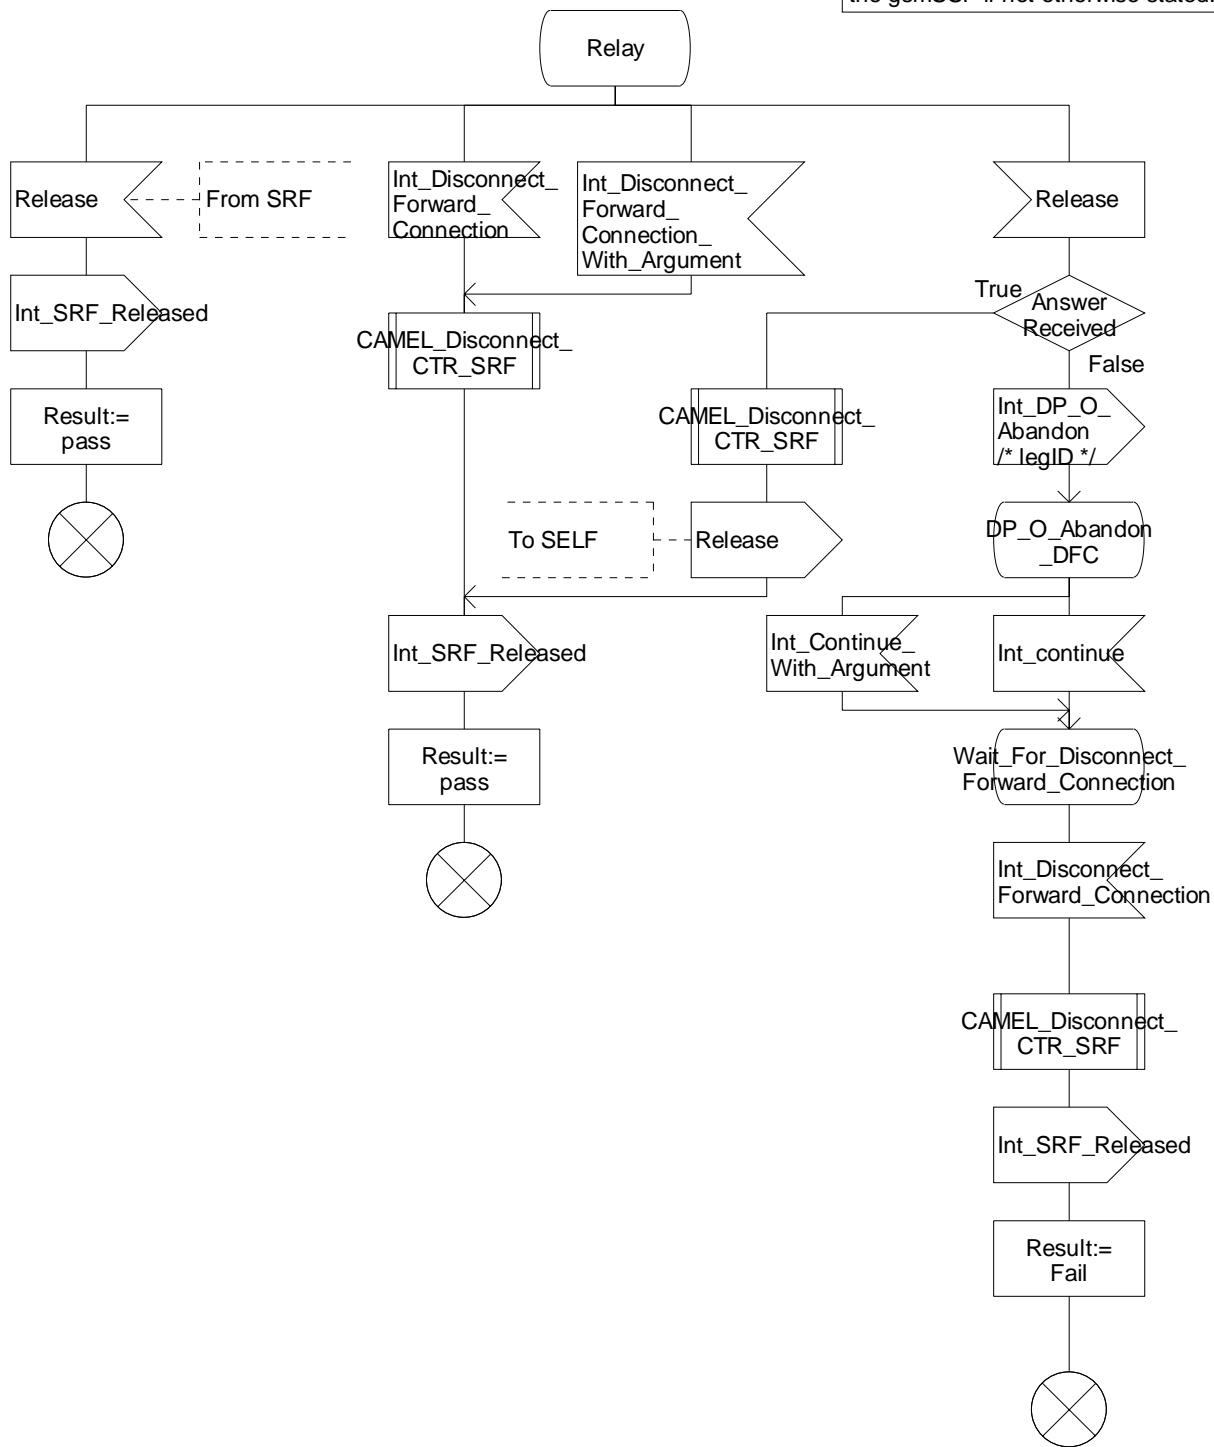 the gsmSSF if not otherwise stated.
Relay
Release
From SRF
Int_Disconnect_
Forward_
Connection
Int_Disconnect_
Forward_
Connection_
With_Argument
Release
Int_SRF_Released
True
Answer
Received
False
CAMEL_Disconnect_
CTR_SRF
Result:=
pass
CAMEL_Disconnect_
CTR_SRF
Int_DP_O_
Abandon
/* legID */
To SELF
Release
DP_O_Abandon
_DFC
Int_SRF_Released
Int_Continue_
With_Argument
Int_continue
Result:=
pass
Wait_For_Disconnect_
Forward_Connection
Int_Disconnect_
Forward_Connection
CAMEL_Disconnect_
CTR_SRF
Int_SRF_Released
Result:=
Fail